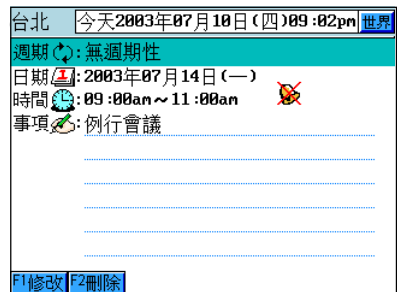 台北 今天2003年07月10日(四)09:02pm 世界
週期:無週期性
日期:2003年07月14日(一)
時間:09:00am~11:00am
事項:例行會議
F1修改 F2刪除